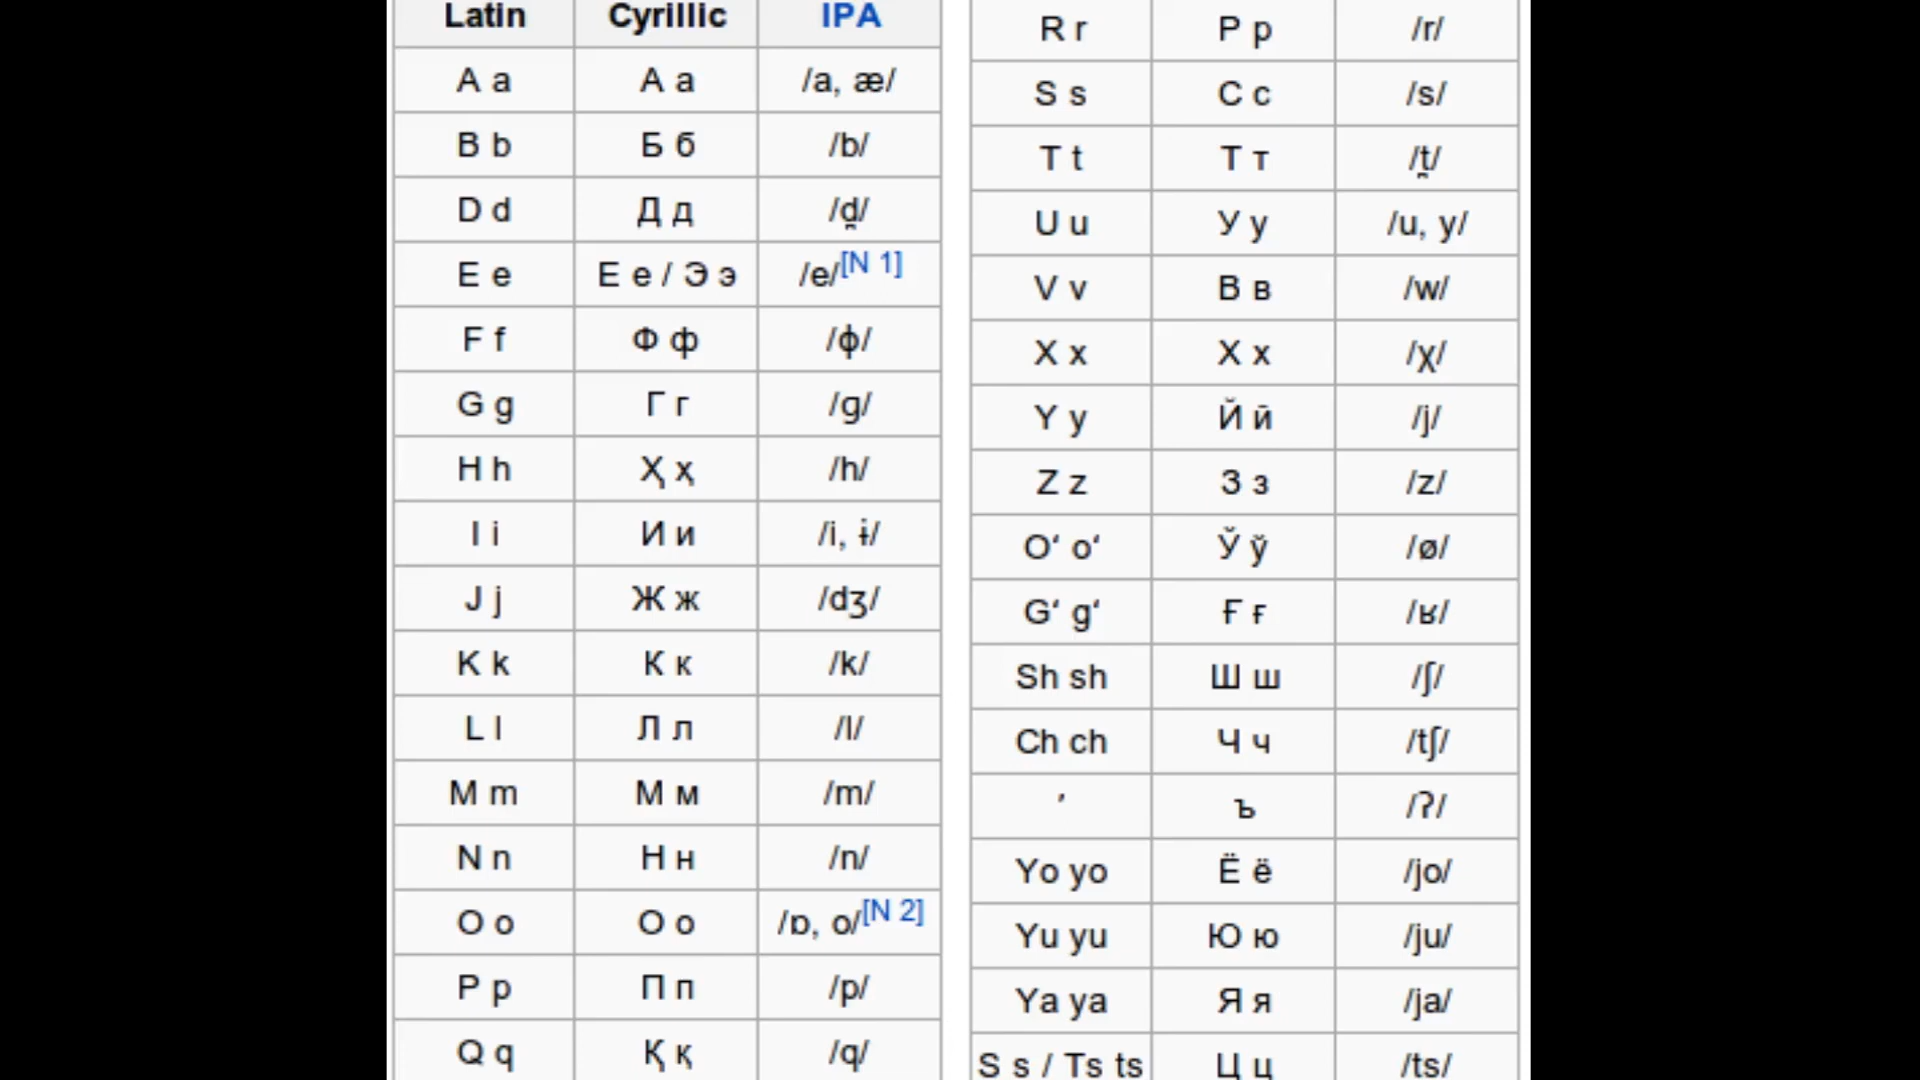 Latin Cyrillic IPA
A a А а /a, æ/
B b Б б /b/
D d Д д /d̪/
E e Е е / Э э /e/[N 1]
F f Ф ф /ɸ/
G g Г г /ɡ/
H h Ҳ ҳ /h/
I i И и /i, ɨ/
J j Ж ж /dʒ/
K k К к /k/
L l Л л /l/
M m М м /m/
N n Н н /n/
O o О о /ɒ, o/[N 2]
P p П п /p/
Q q Қ қ /q/
R r Р р /r/
S s С с /s/
T t Т т /t̪/
U u У у /u, y/
V v В в /w/
X x Х х /χ/
Y y Й й /j/
Z z З з /z/
Oʻ oʻ Ў ў /ø/
Gʻ gʻ Ғ ғ /ʁ/
Sh sh Ш ш /ʃ/
Ch ch Ч ч /tʃ/
ʼ ъ /ʔ/
Yo yo Ё ё /jo/
Yu yu Ю ю /ju/
Ya ya Я я /ja/
S s / Ts ts Ц ц /ts/